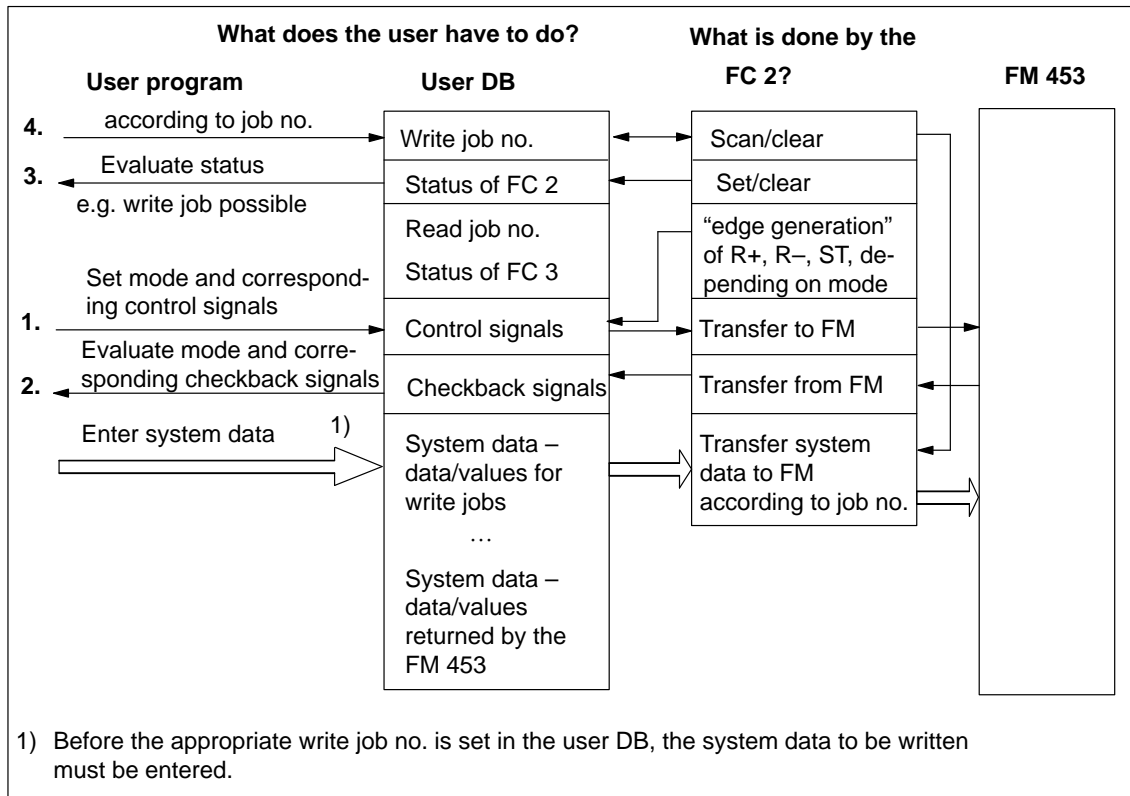 What does the user have to do?
What is done by the
FC 2?
User program
User DB
FM 453
4.
according to job no.
Write job no.
Scan/clear
3.
Evaluate status
e.g. write job possible
Status of FC 2
Set/clear
Read job no.
Status of FC 3
“edge generation”
of R+, R–, ST, de-
pending on mode
Set mode and correspond-
ing control signals
1.
Control signals
Transfer to FM
Evaluate mode and corre-
sponding checkback signals
2.
Checkback signals
Transfer from FM
Enter system data
1)
System data –
data/values for
write jobs
…
System data –
data/values
returned by the
FM 453
Transfer system
data to FM
according to job no.
1) Before the appropriate write job no. is set in the user DB, the system data to be written
must be entered.